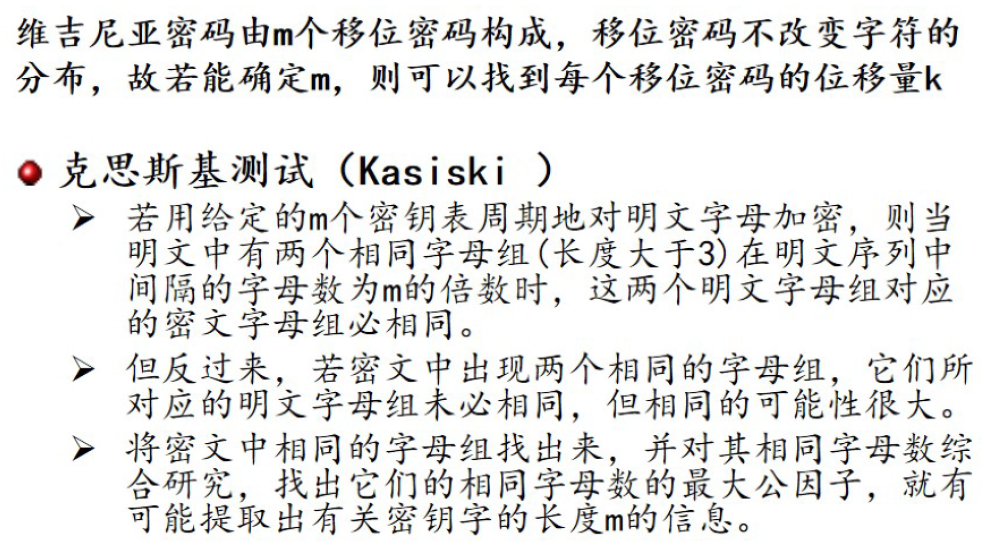 维吉尼亚密码由m个移位密码构成，移位密码不改变字符的
分布，故若能确定m，则可以找到每个移位密码的位移量k
克思斯基测试（Kasiski ）
若用给定的m个密钥表周期地对明文字母加密，则当
明文中有两个相同字母组(长度大于3)在明文序列中
间隔的字母数为m的倍数时，这两个明文字母组对应
的密文字母组必相同。
但反过来，若密文中出现两个相同的字母组，它们所
对应的明文字母组未必相同，但相同的可能性很大。
将密文中相同的字母组找出来，并对其相同字母数综
合研究，找出它们的相同字母数的最大公因子，就有
可能提取出有关密钥字的长度m的信息。